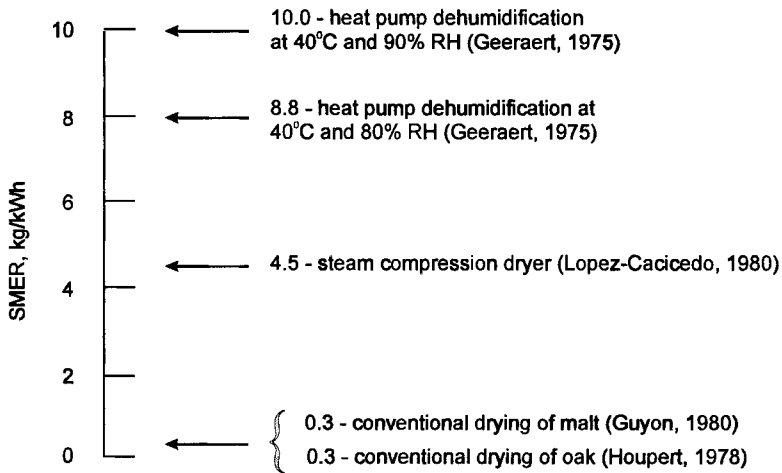 10.0 - heat pump dehumidification
at 40°C and 90% RH (Geeraert, 1975)
10
8.8 - heat pump dehumidification at
40°C and 80% RH (Geeraert, 1975)
8
6
SMER, kg/kWh
4.5 - steam compression dryer (Lopez-Cacicedo, 1980)
4
2
0.3 - conventional drying of malt (Guyon, 1980)
0.3 - conventional drying of oak (Houpert, 1978)
0